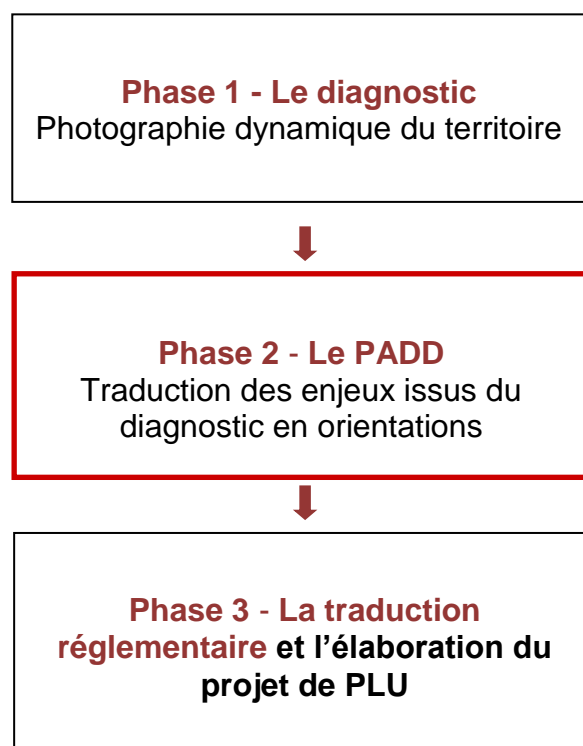 Phase 1 - Le diagnostic
Photographie dynamique du territoire
Phase 2 - Le PADD
Traduction des enjeux issus du
diagnostic en orientations
Phase 3 - La traduction
réglementaire et l'élaboration du
projet de PLU